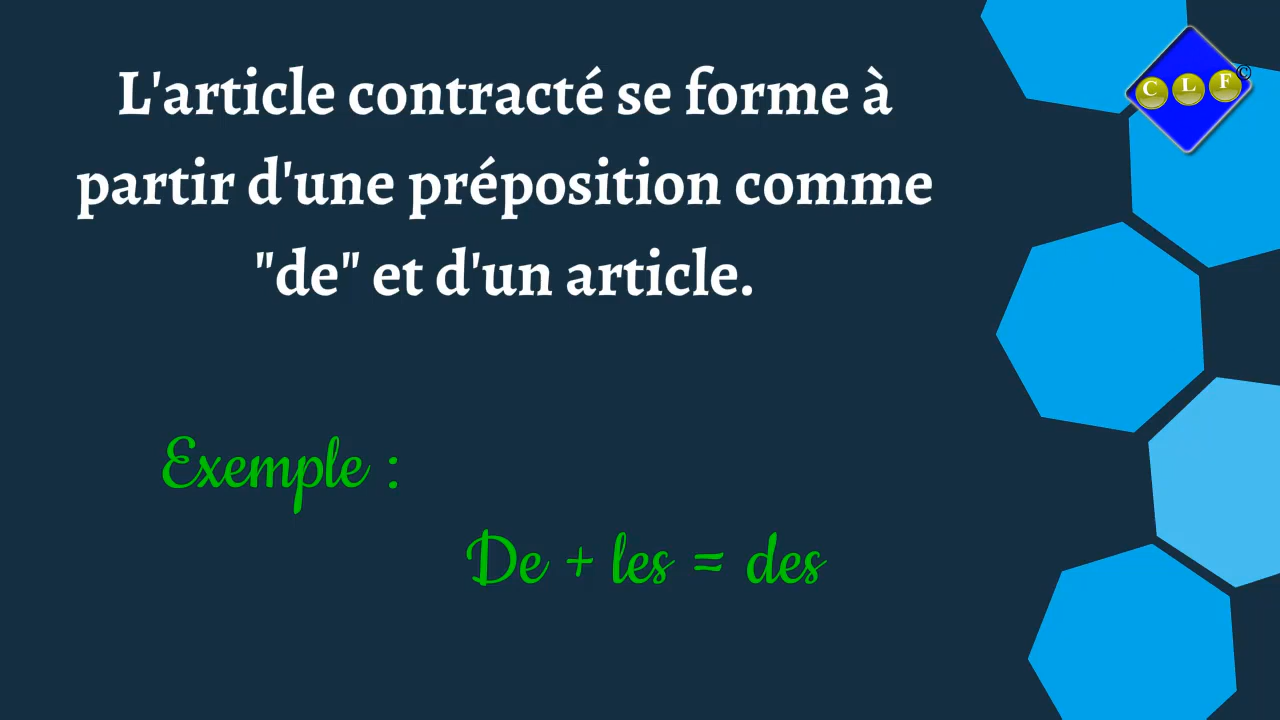 L'article contracté se forme à
partir d'une préposition comme
"de" et d'un article.
Exemple :
De + les = des
C L F ©